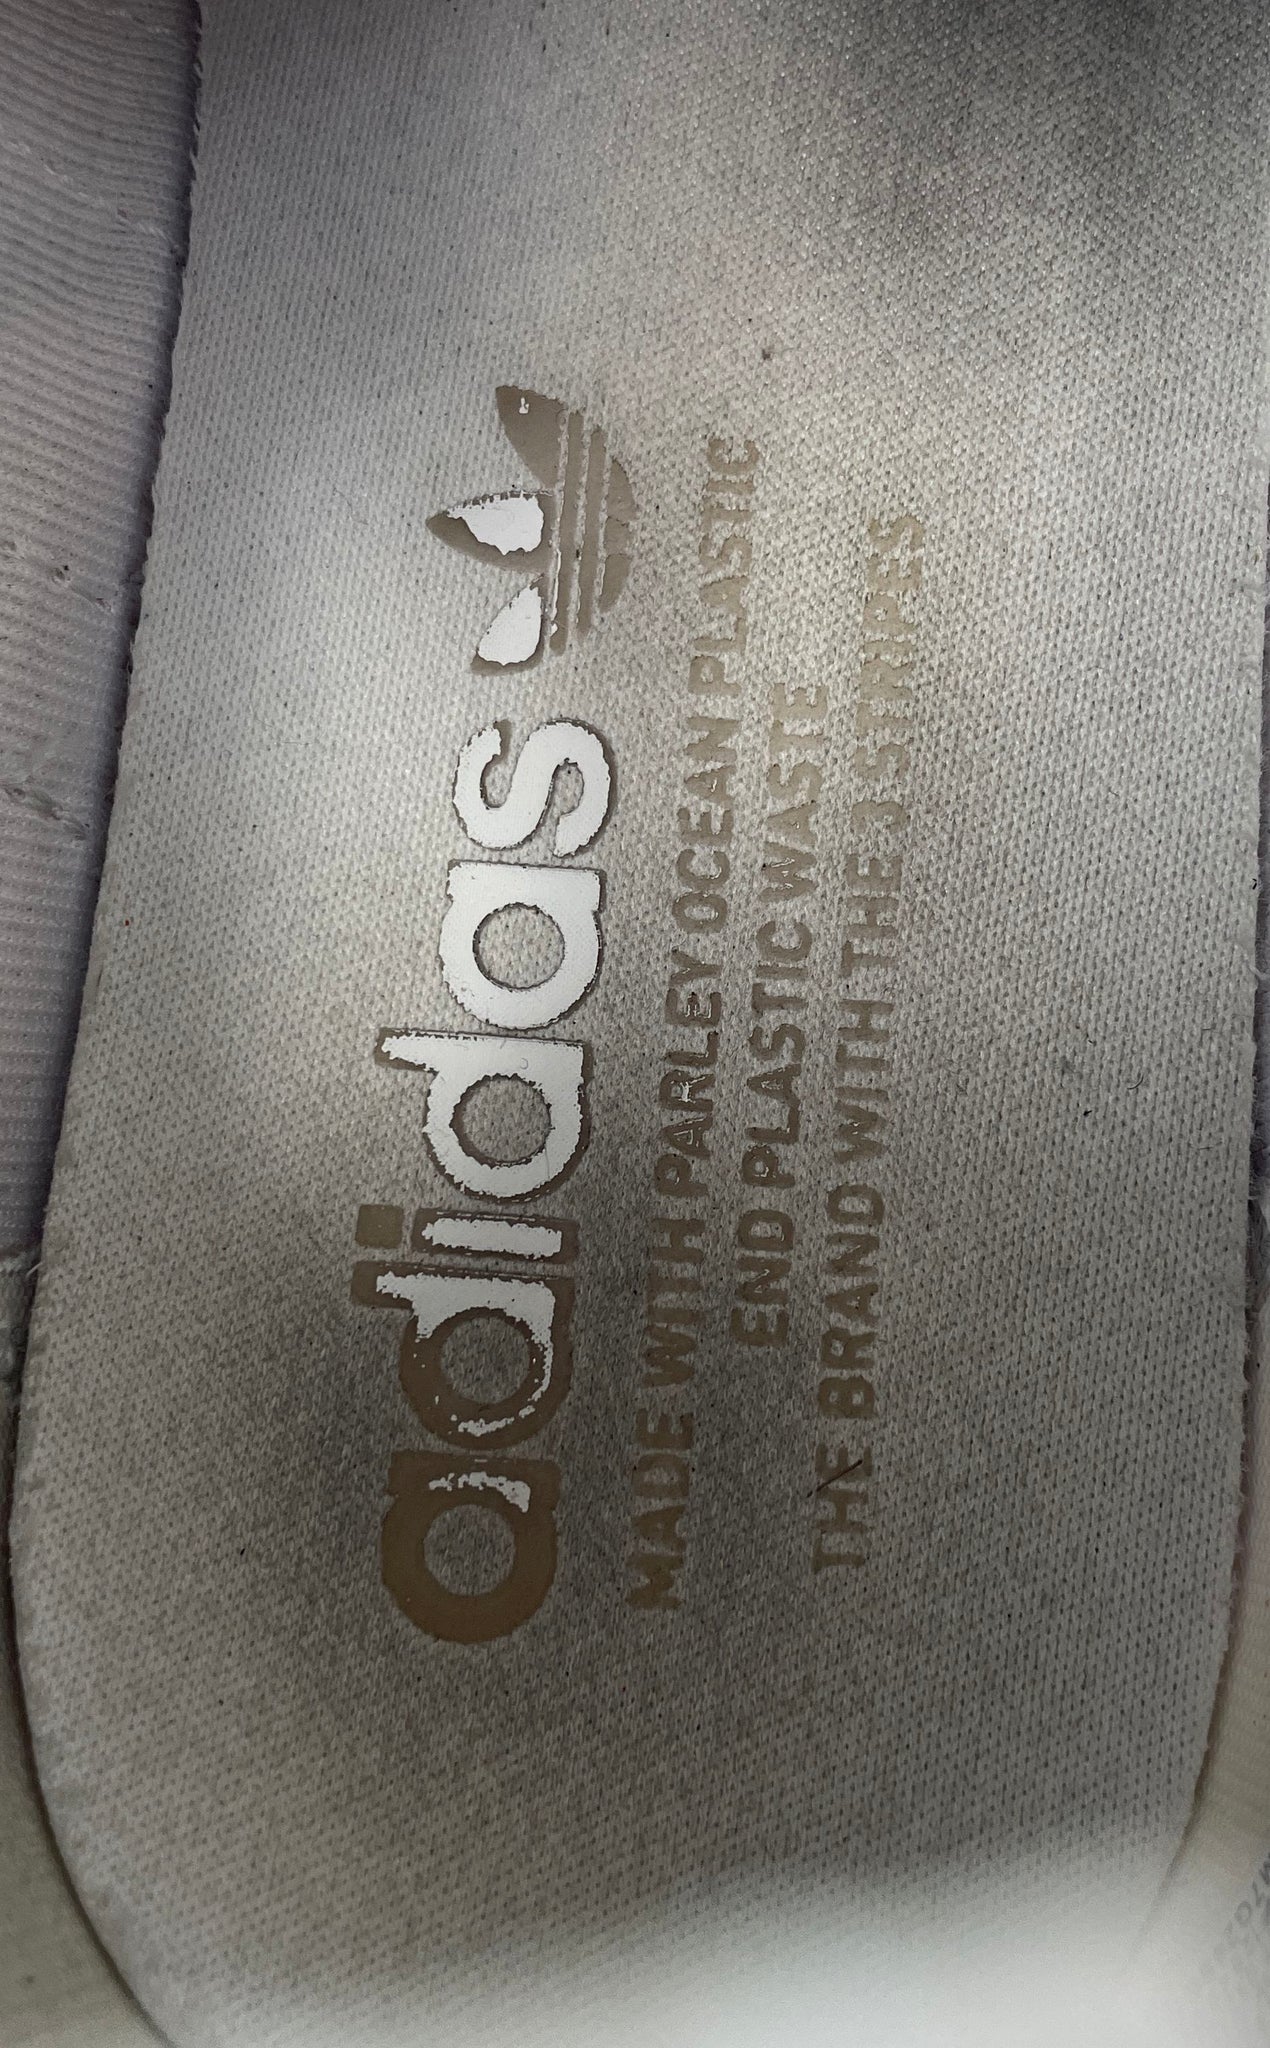 adidas
MADE WITH PARLEY OCEAN PLASTIC
END PLASTIC WASTE
THE BRAND WITH THE 3 STRIPES